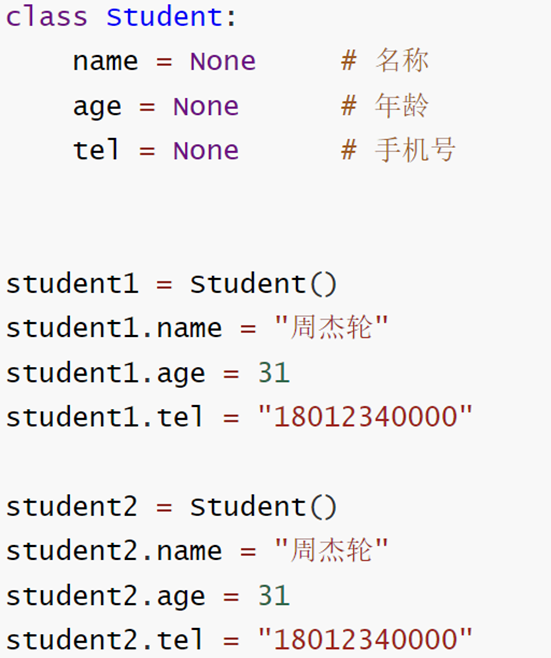 class Student:
    name = None     # 名称
    age = None      # 年龄
    tel = None      # 手机号
student1 = Student()
student1.name = "周杰轮"
student1.age = 31
student1.tel = "18012340000"
student2 = Student()
student2.name = "周杰轮"
student2.age = 31
student2.tel = "18012340000"